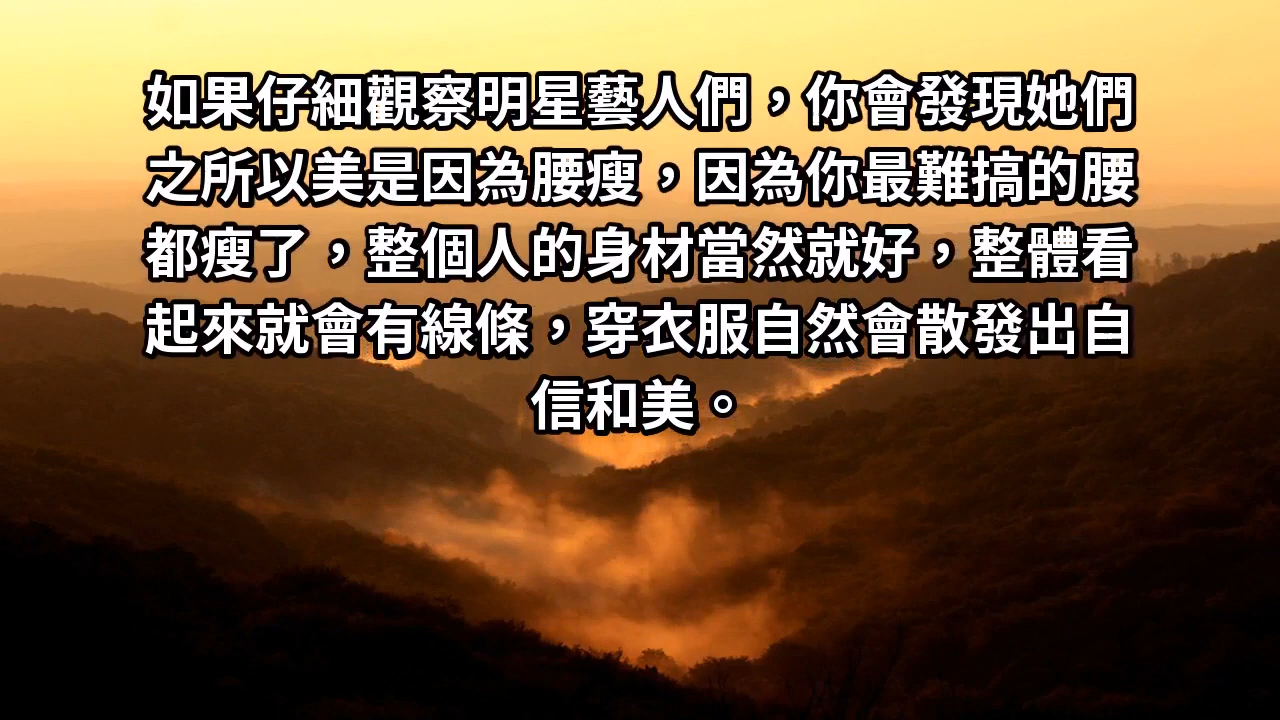 如果仔細觀察明星藝人們，你會發現她們
之所以美是因為腰瘦，因為你最難搞的腰
都瘦了，整個人的身材當然就好，整體看
起來就會有線條，穿衣服自然會散發出自
信和美。